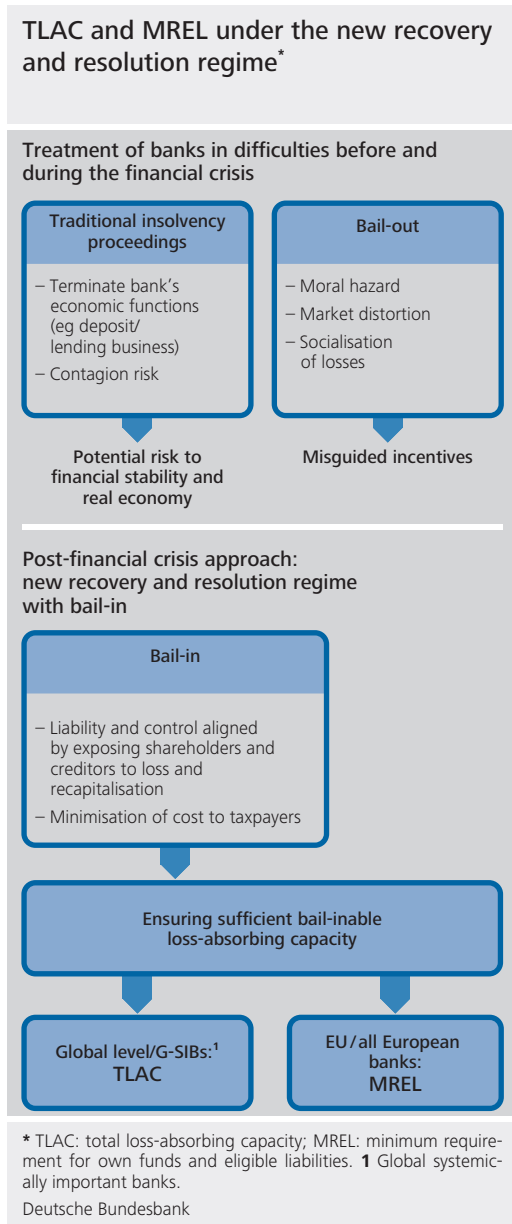 TLAC and MREL under the new recovery
and resolution regime*
Treatment of banks in difficulties before and
during the financial crisis
Traditional insolvency
proceedings
– Terminate bank's
economic functions
(eg deposit/
lending business)
– Contagion risk
Bail-out
– Moral hazard
– Market distortion
– Socialisation
of losses
Potential risk to
financial stability and
real economy
Misguided incentives
Post-financial crisis approach:
new recovery and resolution regime
with bail-in
Bail-in
– Liability and control aligned
by exposing shareholders and
creditors to loss and
recapitalisation
– Minimisation of cost to taxpayers
Ensuring sufficient bail-inable
loss-absorbing capacity
Global level/G-SIBs:1
TLAC
EU/all European
banks:
MREL
* TLAC: total loss-absorbing capacity; MREL: minimum require-
ment for own funds and eligible liabilities. 1 Global systemic-
ally important banks.
Deutsche Bundesbank